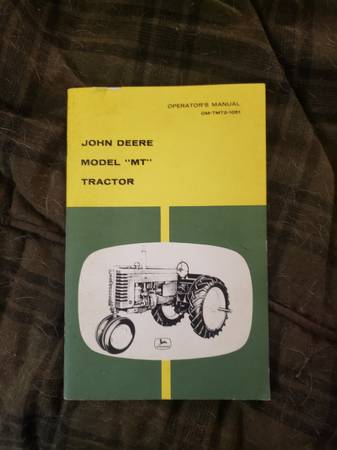 OPERATOR'S MANUAL
OM-TMT2-1051
JOHN DEERE
MODEL "MT"
TRACTOR